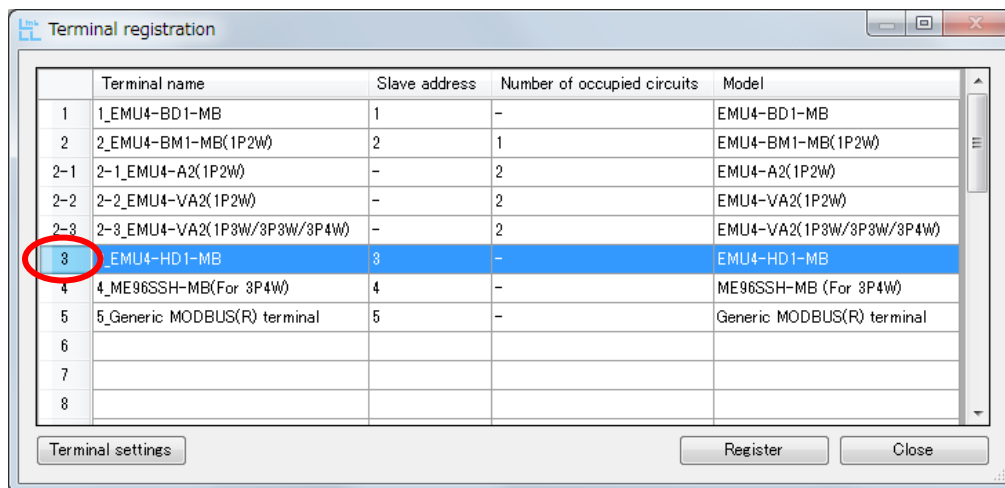 Terminal registration
Terminal name Slave address Number of occupied circuits Model
1 1_EMU4-BD1-MB 1 - EMU4-BD1-MB
2 2_EMU4-BM1-MB(1P2W) 2 1 EMU4-BM1-MB(1P2W)
2-1 2-1_EMU4-A2(1P2W) - 2 EMU4-A2(1P2W)
2-2 2-2_EMU4-VA2(1P2W) - 2 EMU4-VA2(1P2W)
2-3 2-3_EMU4-VA2(1P3W/3P3W/3P4W) - 2 EMU4-VA2(1P3W/3P3W/3P4W)
3 _EMU4-HD1-MB 3 - EMU4-HD1-MB
4 4_ME96SSH-MB(For 3P4W) 4 - ME96SSH-MB (For 3P4W)
5 5_Generic MODBUS(R) terminal 5 - Generic MODBUS(R) terminal
6
7
8
Terminal settings Register Close